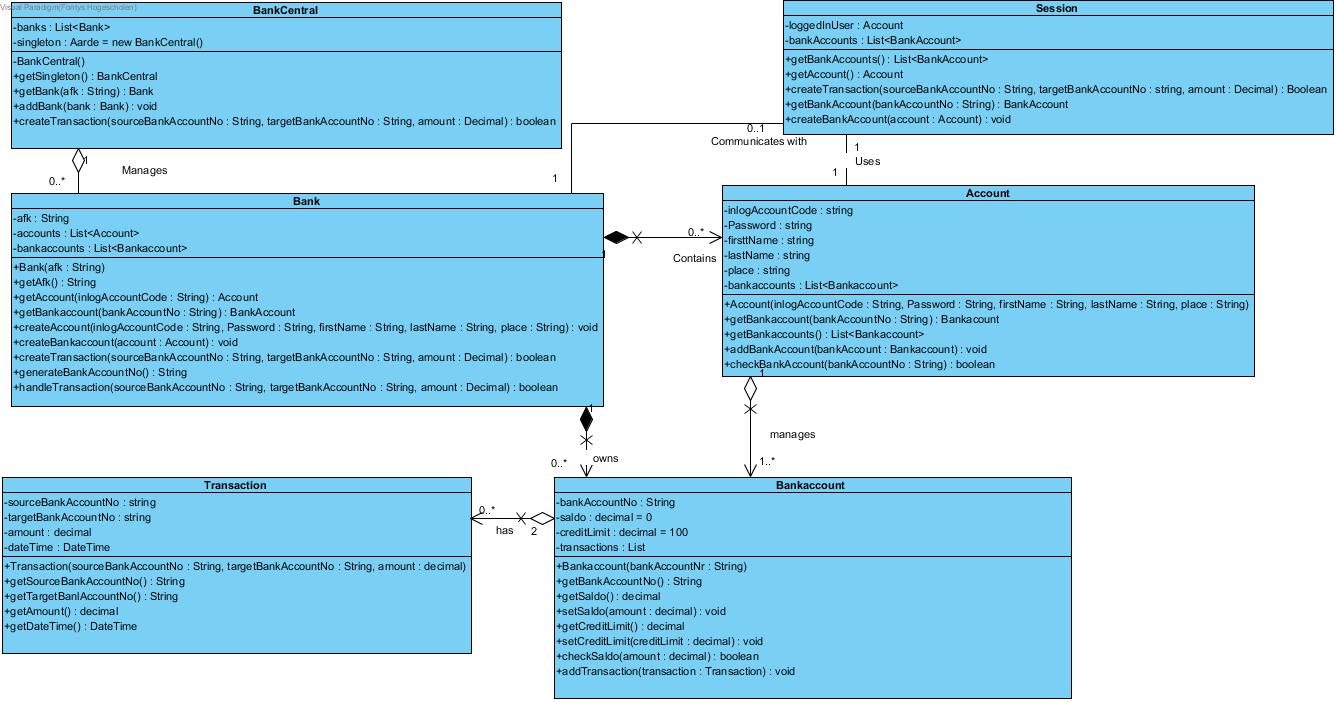 Visual Paradigm(Fontys Hogescholen)
BankCentral
-banks : List<Bank>
-singleton : Aarde = new BankCentral()
-BankCentral()
+getSingleton() : BankCentral
+getBank(afk : String) : Bank
+addBank(bank : Bank) : void
+createTransaction(sourceBankAccountNo : String, targetBankAccountNo : String, amount : Decimal) : boolean
Session
-loggedInUser : Account
-bankAccounts : List<BankAccount>
+getBankAccounts() : List<BankAccount>
+getAccount() : Account
+createTransaction(sourceBankAccountNo : String, targetBankAccountNo : string, amount : Decimal) : Boolean
+getBankAccount(bankAccountNo : String) : BankAccount
+createBankAccount(account : Account) : void
1
Manages
0..*
0..1
Communicates with
1
1
Uses
1
Bank
-afk : String
-accounts : List<Account>
-bankaccounts : List<Bankaccount>
+Bank(afk : String)
+getAfk() : String
+getAccount(inlogAccountCode : String) : Account
+getBankaccount(bankAccountNo : String) : BankAccount
+createAccount(inlogAccountCode : String, Password : String, firstName : String, lastName : String, place : String) : void
+createBankaccount(account : Account) : void
+createTransaction(sourceBankAccountNo : String, targetBankAccountNo : String, amount : Decimal) : boolean
+generateBankAccountNo() : String
+handleTransaction(sourceBankAccountNo : String, targetBankAccountNo : String, amount : Decimal) : boolean
1
0..*
Contains
Account
-inlogAccountCode : string
-Password : string
-firsttName : string
-lastName : string
-place : string
-bankaccounts : List<Bankaccount>
+Account(inlogAccountCode : String, Password : String, firstName : String, lastName : String, place : String)
+getBankaccount(bankAccountNo : String) : Bankacount
+getBankaccounts() : List<Bankaccount>
+addBankAccount(bankAccount : Bankaccount) : void
+checkBankAccount(bankAccountNo : String) : boolean
1
0..*
owns
1
manages
1..*
Transaction
-sourceBankAccountNo : string
-targetBankAccountNo : string
-amount : decimal
-dateTime : DateTime
+Transaction(sourceBankAccountNo : String, targetBankAccountNo : String, amount : decimal)
+getSourceBankAccountNo() : String
+getTargetBanlAccountNo() : String
+getAmount() : decimal
+getDateTime() : DateTime
0..*
has
2
Bankaccount
-bankAccountNo : String
-saldo : decimal = 0
-creditLimit : decimal = 100
-transactions : List
+Bankaccount(bankAccountNr : String)
+getBankAccountNo() : String
+getSaldo() : decimal
+setSaldo(amount : decimal) : void
+getCreditLimit() : decimal
+setCreditLimit(creditLimit : decimal) : void
+checkSaldo(amount : decimal) : boolean
+addTransaction(transaction : Transaction) : void